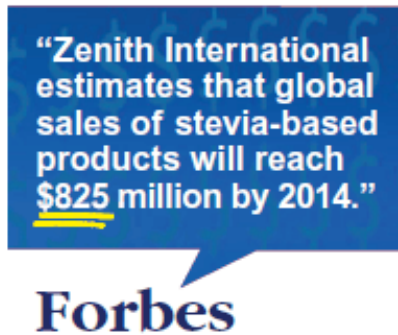 “Zenith International
estimates that global
sales of stevia-based
products will reach
$825 million by 2014.”
Forbes